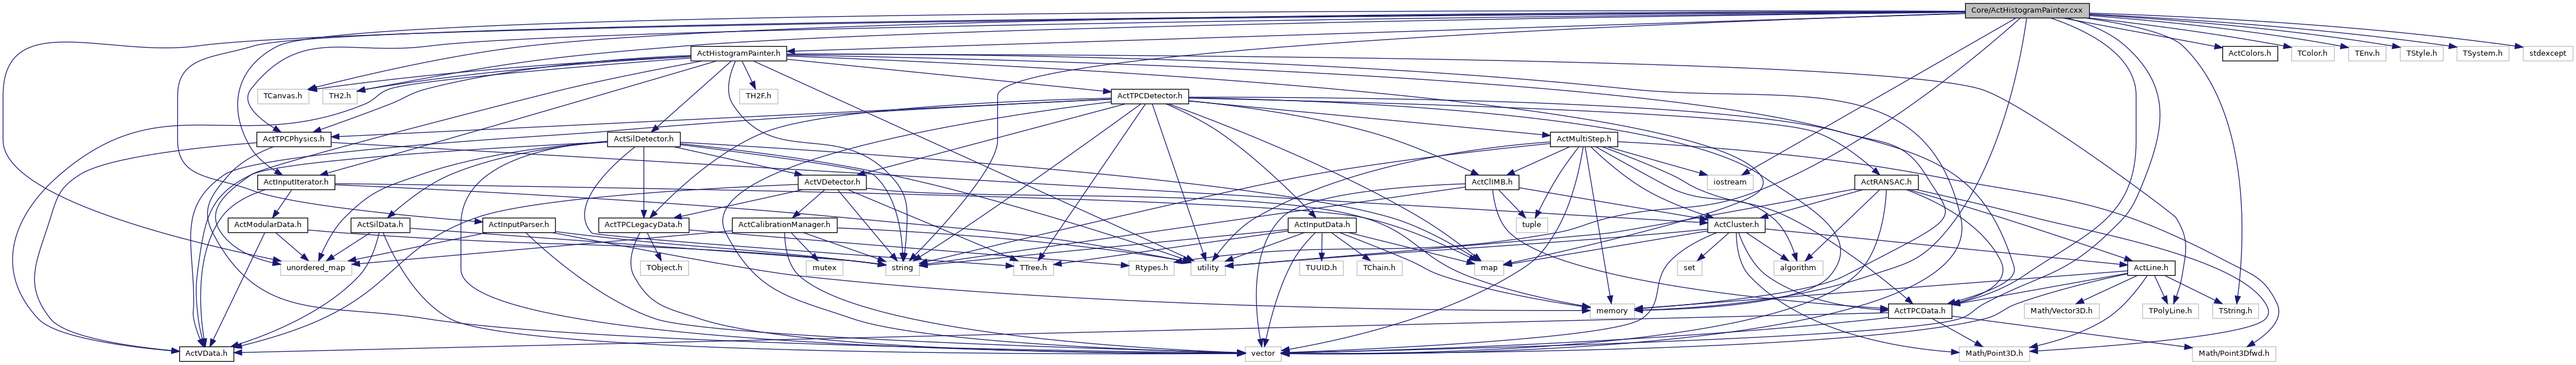 Core/ActHistogramPainter.cxx
ActHistogramPainter.h
ActColors.h
TColor.h
TEnv.h
TStyle.h
TSystem.h
stdexcept
TCanvas.h
TH2.h
TH2F.h
ActTPCDetector.h
ActTPCPhysics.h
ActSilDetector.h
ActMultiStep.h
ActInputIterator.h
ActVDetector.h
ActClIMB.h
iostream
ActRANSAC.h
ActModularData.h
ActSilData.h
ActInputParser.h
ActTPCLegacyData.h
ActCalibrationManager.h
ActInputData.h
tuple
ActCluster.h
unordered_map
string
TObject.h
mutex
TTree.h
Rtypes.h
utility
TUUID.h
TChain.h
map
set
algorithm
ActLine.h
memory
ActTPCData.h
Math/Vector3D.h
TPolyLine.h
TString.h
ActVData.h
vector
Math/Point3D.h
Math/Point3Dfwd.h